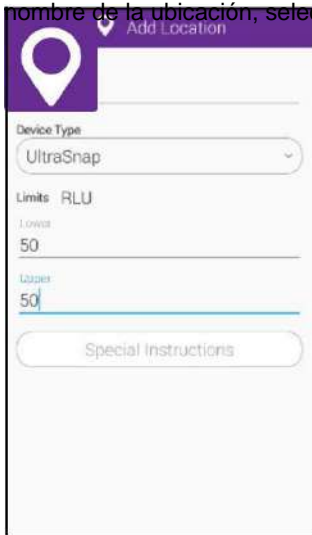 nombre de la ubicación, selec
Add Location
Device Type
UltraSnap
Limits RLU
Lower
50
Upper
50
Special Instructions